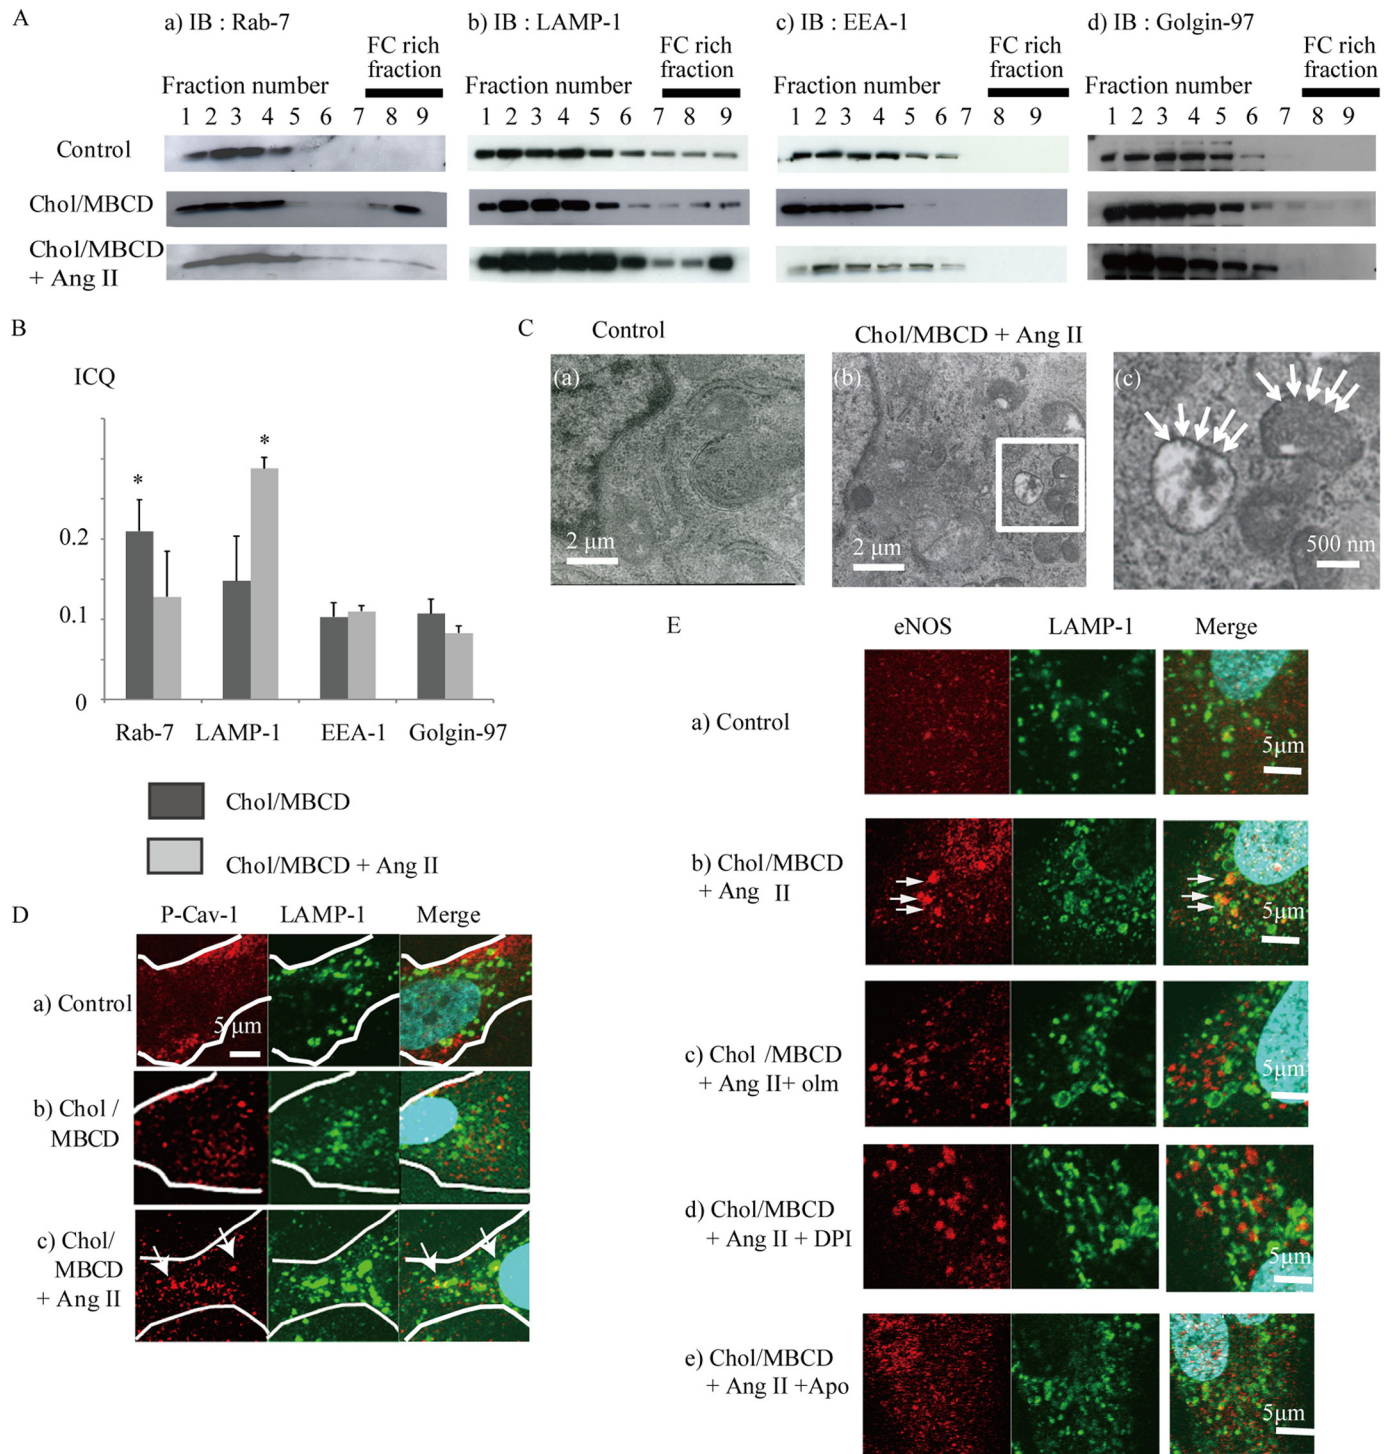 A
a) IB : Rab-7
b) IB : LAMP-1
c) IB : EEA-1
d) IB : Golgin-97
FC rich
fraction
FC rich
fraction
FC rich
fraction
FC rich
fraction
Fraction number
Fraction number
Fraction number
Fraction number
1 2 3 4 5 6 7 8 9
1 2 3 4 5 6 7 8 9
1 2 3 4 5 6 7 8 9
1 2 3 4 5 6 7 8 9
Control
Chol/MBCD
Chol/MBCD
+ Ang II
B
ICQ
*
*
0.2
0.1
0
Rab-7 LAMP-1 EEA-1 Golgin-97
Chol/MBCD
Chol/MBCD + Ang II
C
Control
Chol/MBCD + Ang II
(a)
(b)
(c)
2 μm
2 μm
500 nm
D
P-Cav-1 LAMP-1 Merge
a) Control
5 μm
b) Chol /
MBCD
c) Chol/
MBCD
+ Ang II
E
eNOS LAMP-1 Merge
a) Control
5μm
b) Chol/MBCD
+ Ang II
5μm
c) Chol /MBCD
+ Ang II+ olm
5μm
d) Chol/MBCD
+ Ang II + DPI
5μm
e) Chol/MBCD
+ Ang II +Apo
5μm